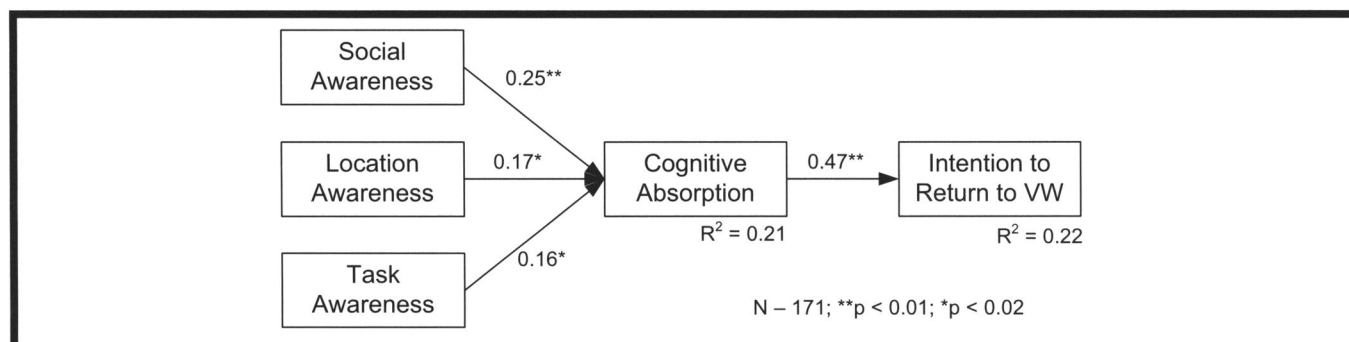 Social
Awareness
0.25**
Location
Awareness
0.17*
Cognitive
Absorption
0.47**
Intention to
Return to VW
R² = 0.21
R² = 0.22
Task
Awareness
0.16*
N – 171; **p < 0.01; *p < 0.02